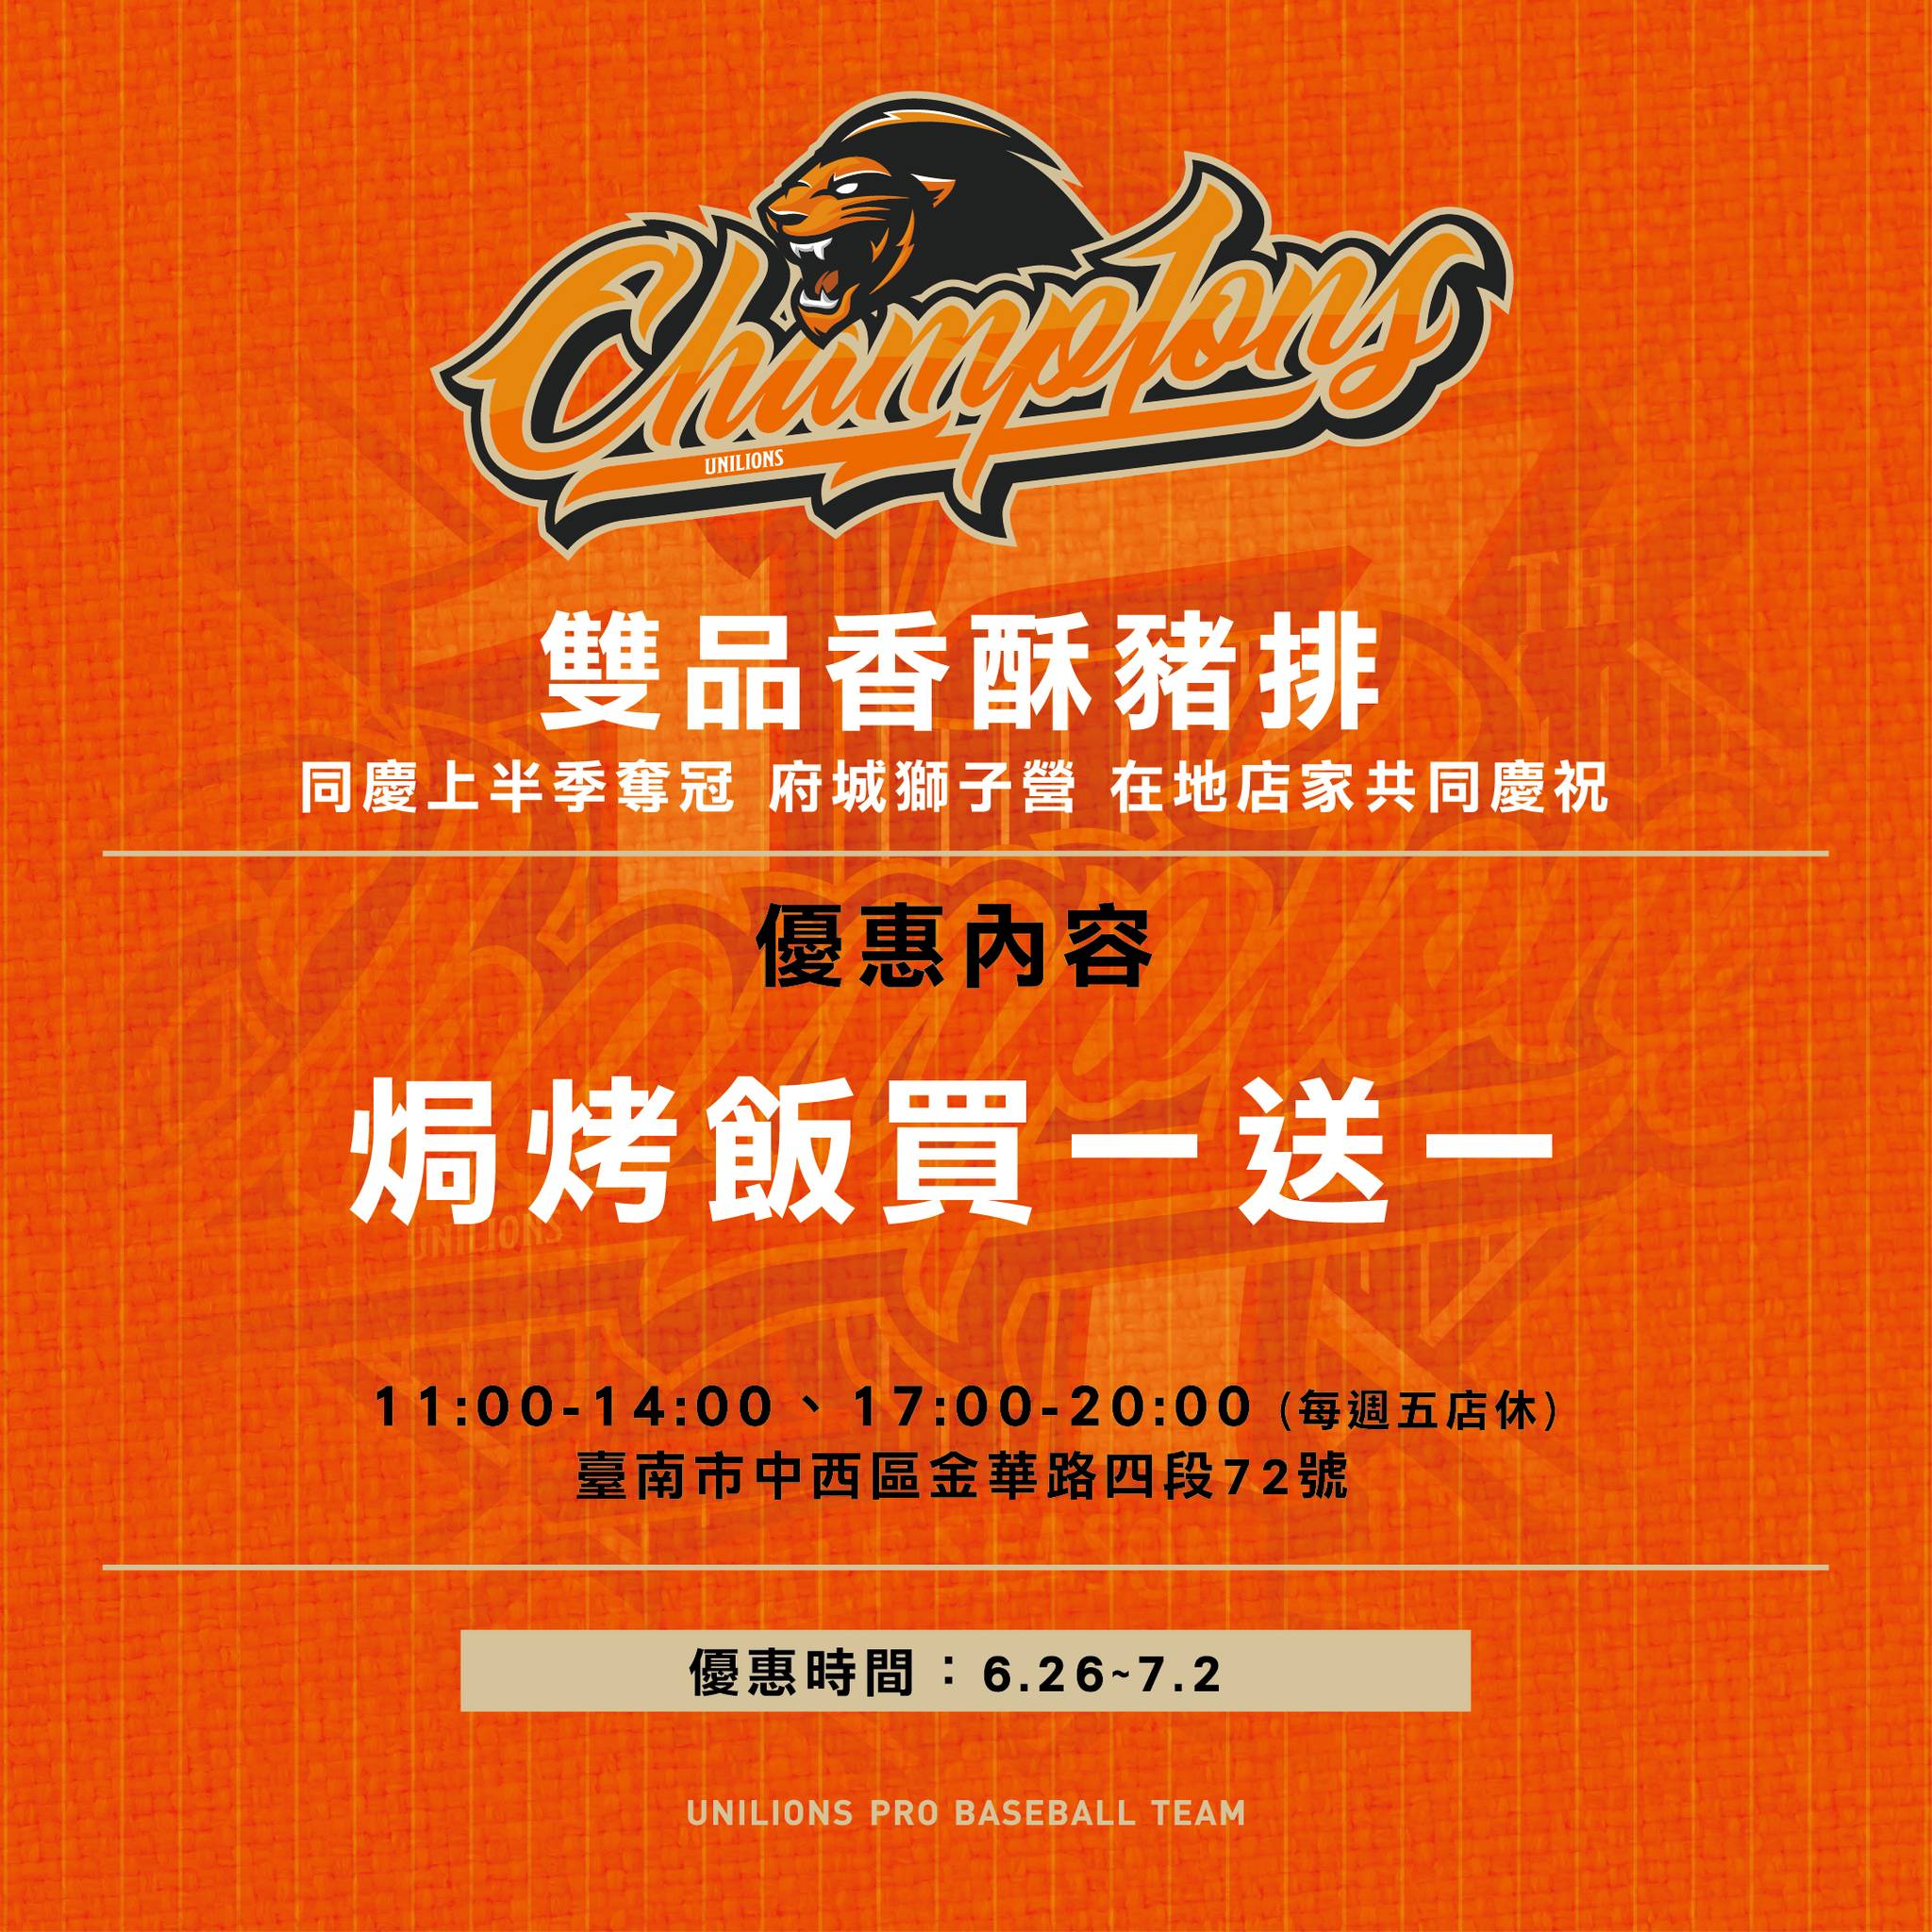 Champ1ons
UNILIONS
TH
雙品香酥豬排
同慶上半季奪冠 府城獅子營 在地店家共同慶祝
優惠內容
焗烤飯買一送一
UNILIONS
11:00-14:00、17:00-20:00 (每週五店休)
臺南市中西區金華路四段72號
優惠時間：6.26~7.2
UNILIONS PRO BASEBALL TEAM